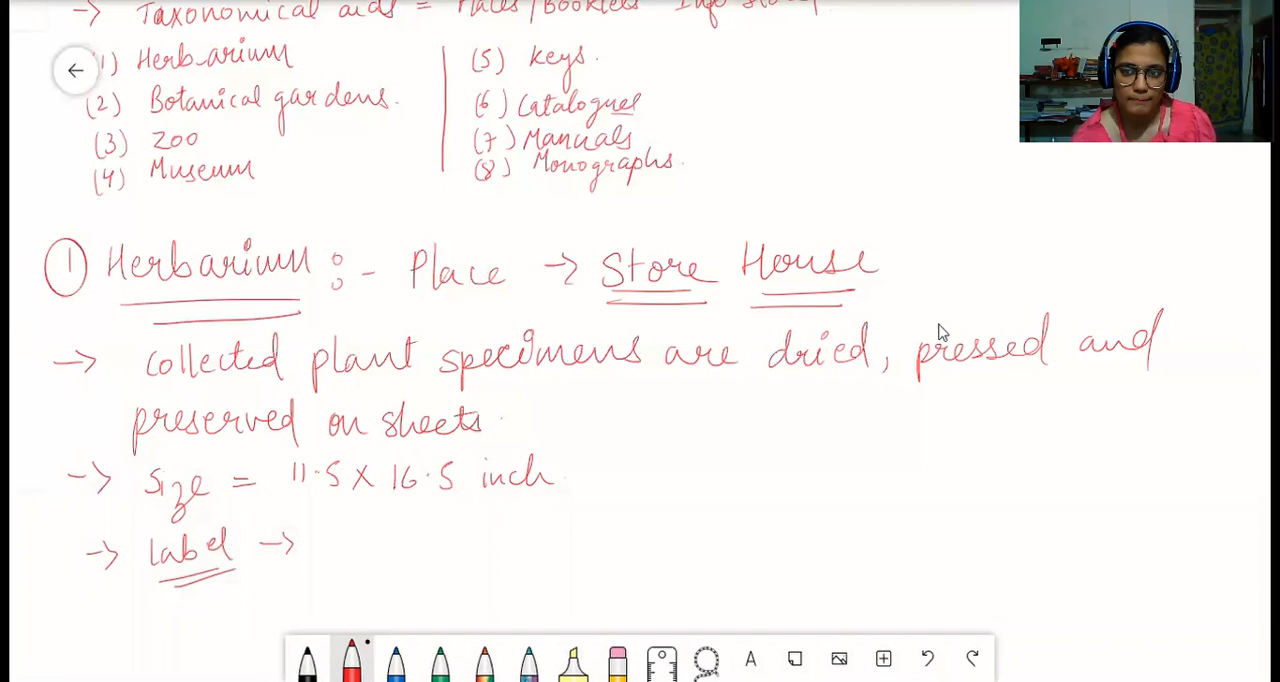 -> Taxonomical aids = Places/Booklets Info
(1) Herbarium
(2) Botanical gardens.
(3) Zoo
(4) Museum
(5) Keys.
(6) Catalogues
(7) Manuals
(8) Monographs.
① Herbarium :- Place -> Store House
-> collected plant specimens are dried, pressed and
preserved on sheets.
-> Size = 11.5 X 16.5 inch.
-> Label ->
A